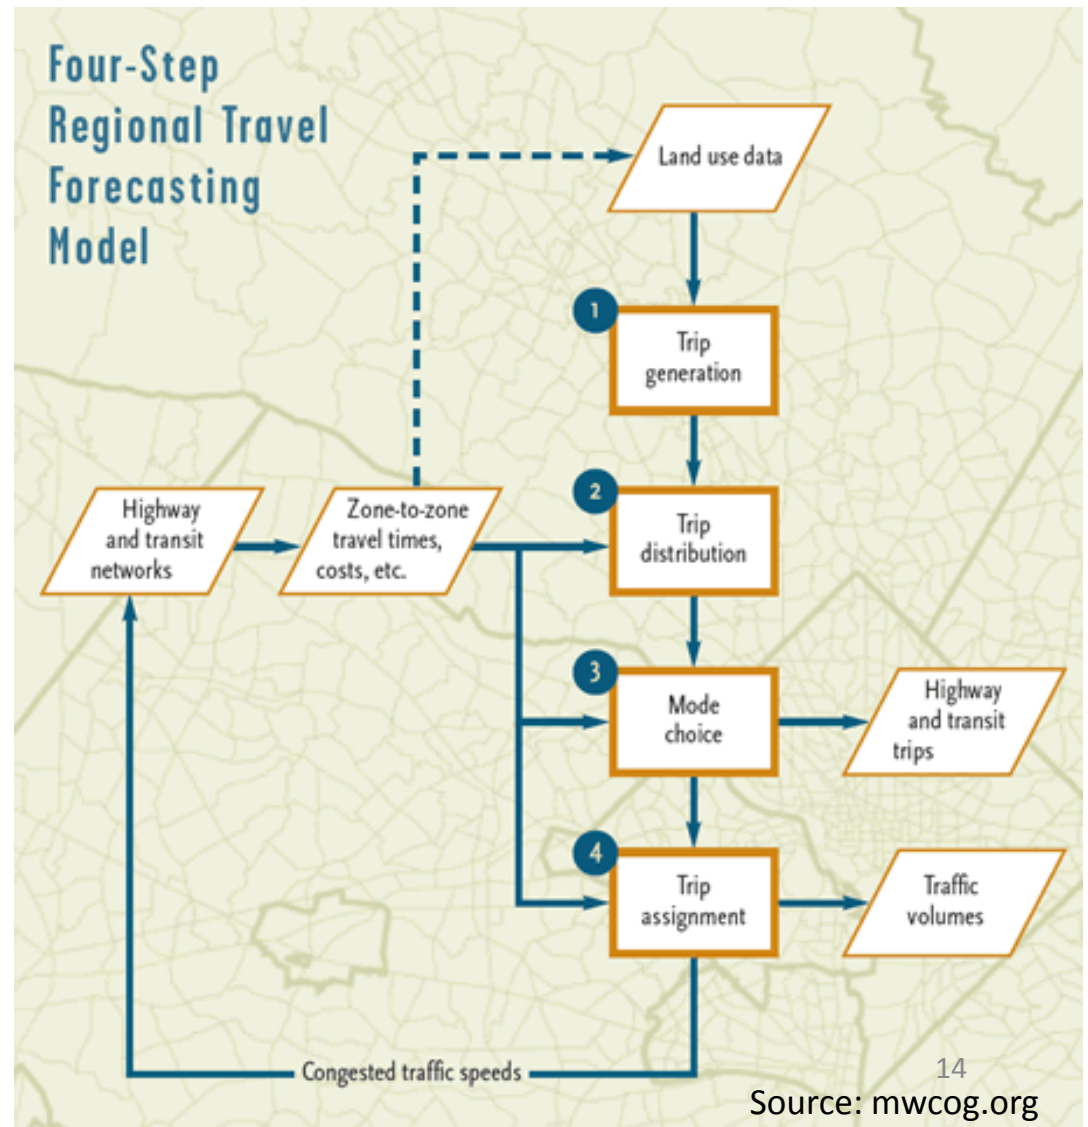 Four-Step
Regional Travel
Forecasting
Model
Land use data
1
Trip
generation
2
Trip
distribution
Highway
and transit
networks
Zone-to-zone
travel times,
costs, etc.
3
Mode
choice
Highway
and transit
trips
4
Trip
assignment
Traffic
volumes
Congested traffic speeds
14
Source: mwcog.org